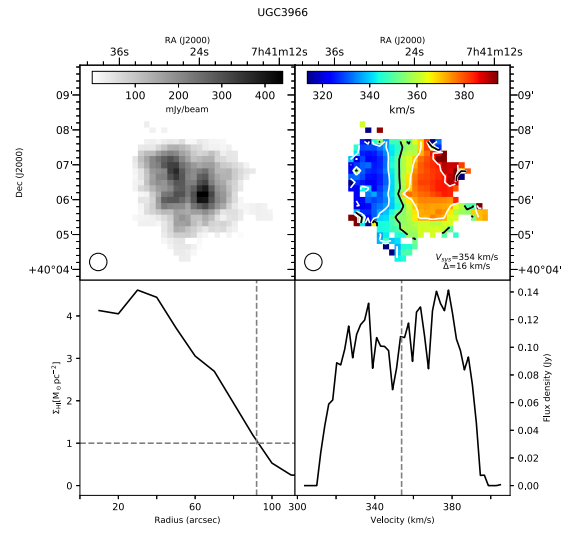 UGC3966
RA (J2000)
RA (J2000)
36s 24s 7h41m12s
36s 24s 7h41m12s
100 200 300 400
mJy/beam
320 340 360 380
km/s
Dec (J2000)
09'
08'
07'
06'
05'
+40°04'
09'
08'
07'
06'
05'
+40°04'
V_sys=354 km/s
Δ=16 km/s
Σ_HI[M_⊙pc⁻²]
4
3
2
1
0
20 40 60 80 100
Radius (arcsec)
300 340 380
Velocity (km/s)
0.14
0.12
0.10
0.08
0.06
0.04
0.02
0.00
Flux density (Jy)